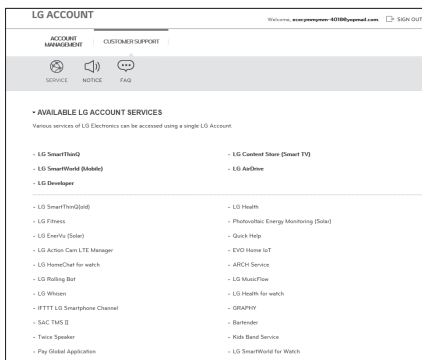 LG ACCOUNT
Welcome, SIGN OUT
ACCOUNT MANAGEMENT
CUSTOMER SUPPORT
SERVICE NOTICE FAQ
AVAILABLE LG ACCOUNT SERVICES
Various services of LG Electronics can be accessed using a single LG Account
- LG SmartThinQ - LG Content Store (Smart TV)
- LG SmartWorld (Mobile) - LG AirDrive
- LG Developer
- LG SmartThinQ(old) - LG Health
- LG Fitness - Photovoltaic Energy Monitoring (Solar)
- LG EnerVu (Solar) - Quick Help
- LG Action Cam LTE Manager - EVO Home IoT
- LG HomeChat for watch - ARCH Service
- LG Rolling Bot - LG MusicFlow
- LG Whisen - LG Health for watch
- IFTTT LG Smartphone Channel - GRAPHY
- SAC TMS II - Bartender
- Twice Speaker - Kids Band Service
- Pay Global Application - LG SmartWorld for Watch